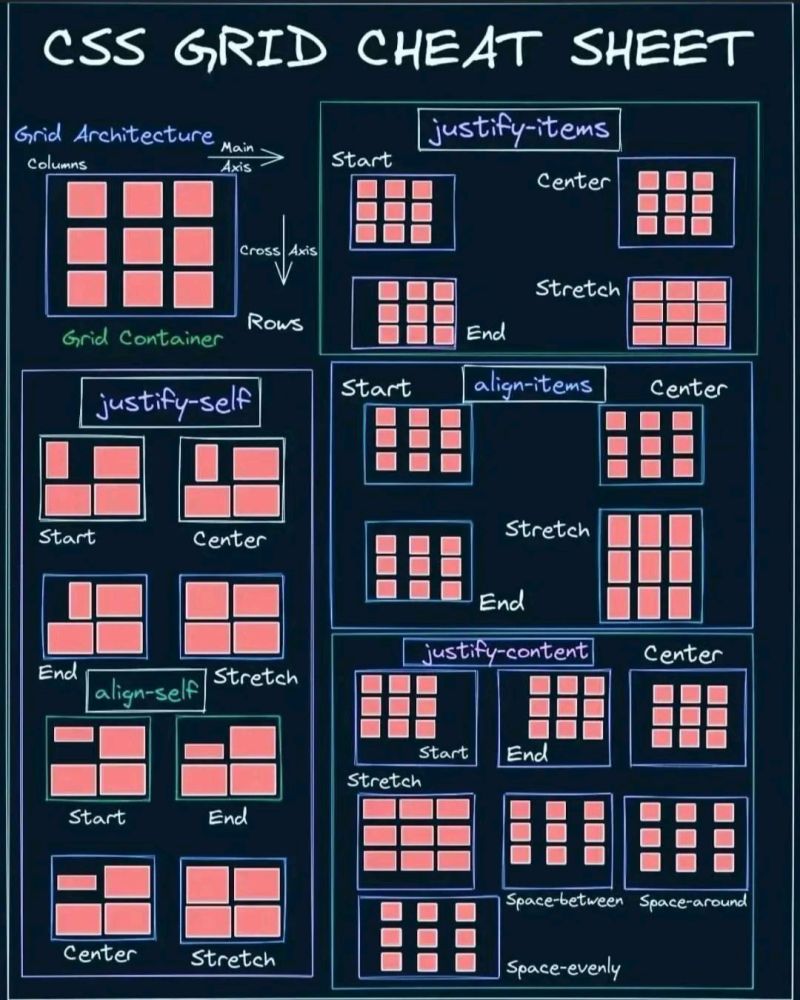 CSS GRID CHEAT SHEET
Grid Architecture
Main
Axis
Columns
Cross Axis
Rows
Grid Container
justify-items
Start
Center
End
Stretch
justify-self
Start
Center
End
Stretch
align-self
Start
End
Center
Stretch
align-items
Start
Center
End
Stretch
justify-content
Start
End
Center
Stretch
Space-between
Space-around
Space-evenly